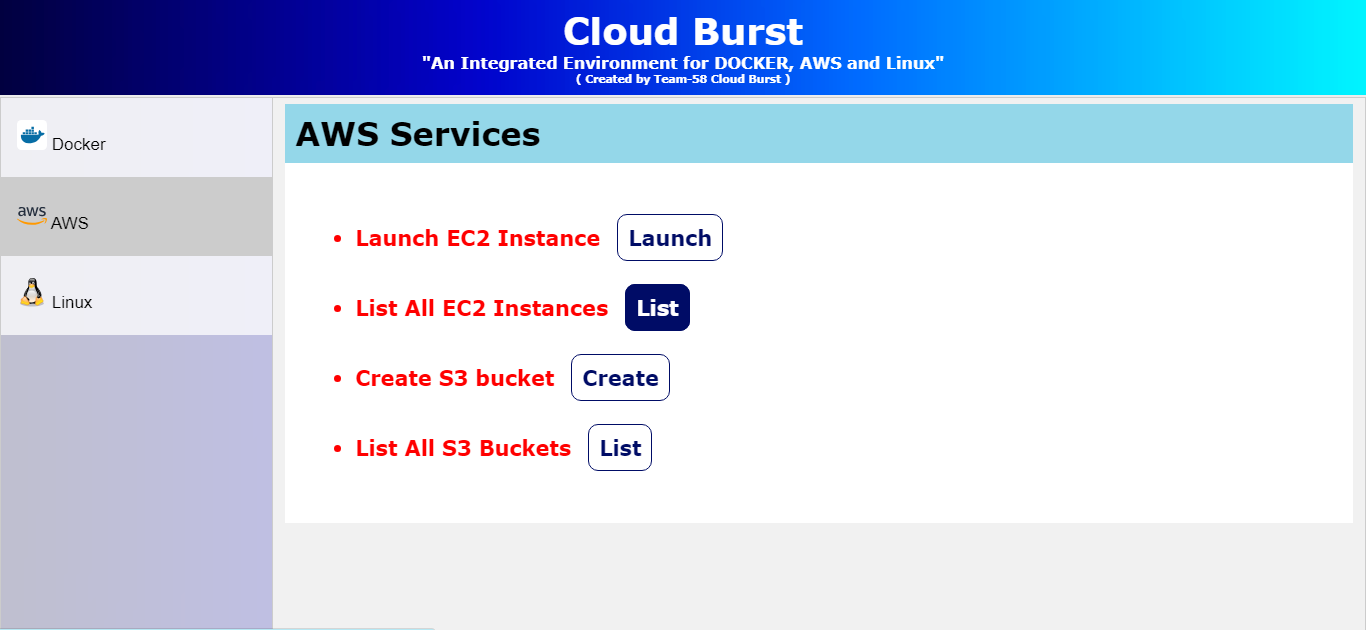 Cloud Burst
"An Integrated Environment for DOCKER, AWS and Linux"
( Created by Team-58 Cloud Burst )
Docker
aws AWS
Linux
AWS Services
Launch EC2 Instance Launch
List All EC2 Instances List
Create S3 bucket Create
List All S3 Buckets List